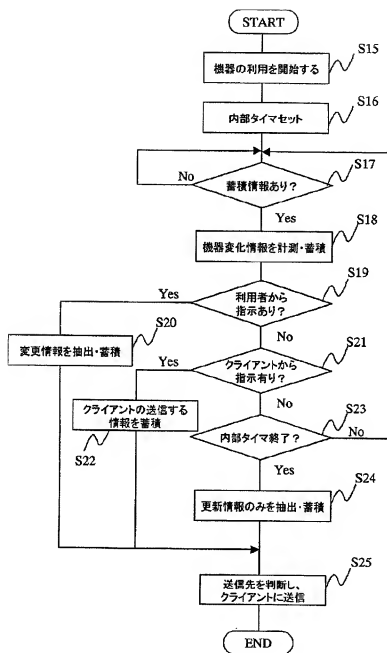 START
S15
機器の利用を開始する
S16
内部タイマセット
S17
No
蓄積情報あり?
Yes
S18
機器変化情報を計測・蓄積
S19
Yes
利用者から
指示あり?
S20
No
変更情報を抽出・蓄積
S21
Yes
クライアントから
指示有り?
No
クライアントの送信する
情報を蓄積
S22
S23
内部タイマ終了?
No
Yes
S24
更新情報のみを抽出・蓄積
S25
送信先を判断し、
クライアントに送信
END